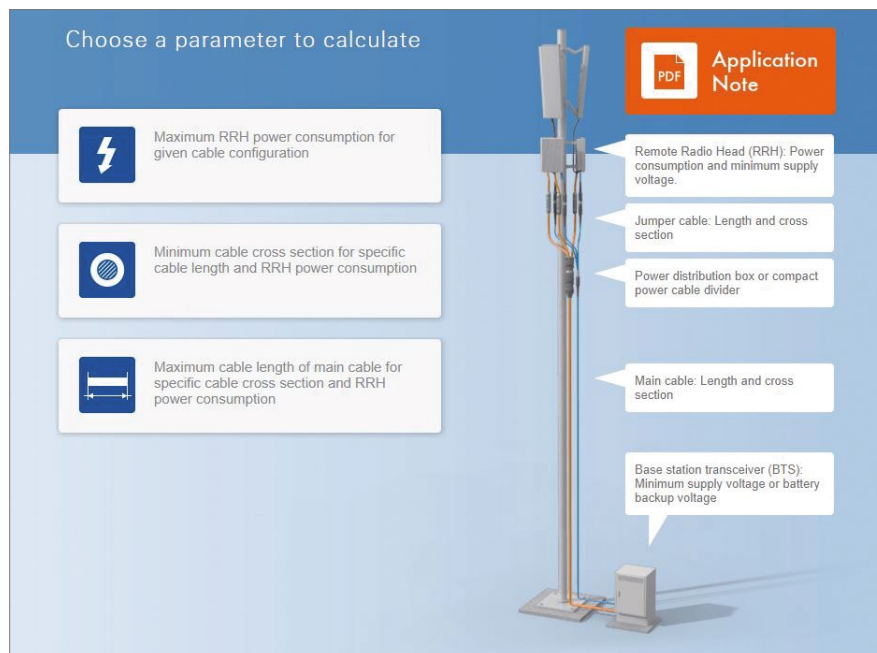 Choose a parameter to calculate
Maximum RRH power consumption for
given cable configuration
Minimum cable cross section for specific
cable length and RRH power consumption
Maximum cable length of main cable for
specific cable cross section and RRH
power consumption
PDF
Application
Note
Remote Radio Head (RRH): Power
consumption and minimum supply
voltage.
Jumper cable: Length and cross
section
Power distribution box or compact
power cable divider
Main cable: Length and cross
section
Base station transceiver (BTS):
Minimum supply voltage or battery
backup voltage